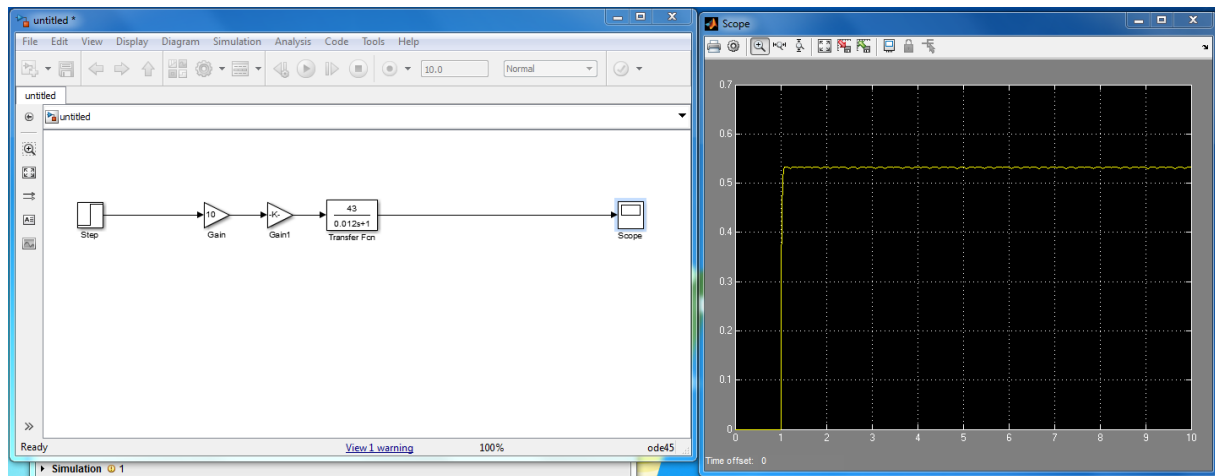 untitled *
File Edit View Display Diagram Simulation Analysis Code Tools Help
10.0 Normal
untitled
untitled
Step
10
Gain
-K-
Gain1
43
0.012s+1
Transfer Fcn
Scope
Ready View 1 warning 100% ode45
Simulation 1
Scope
0.7
0.6
0.5
0.4
0.3
0.2
0.1
0
0 1 2 3 4 5 6 7 8 9 10
Time offset: 0